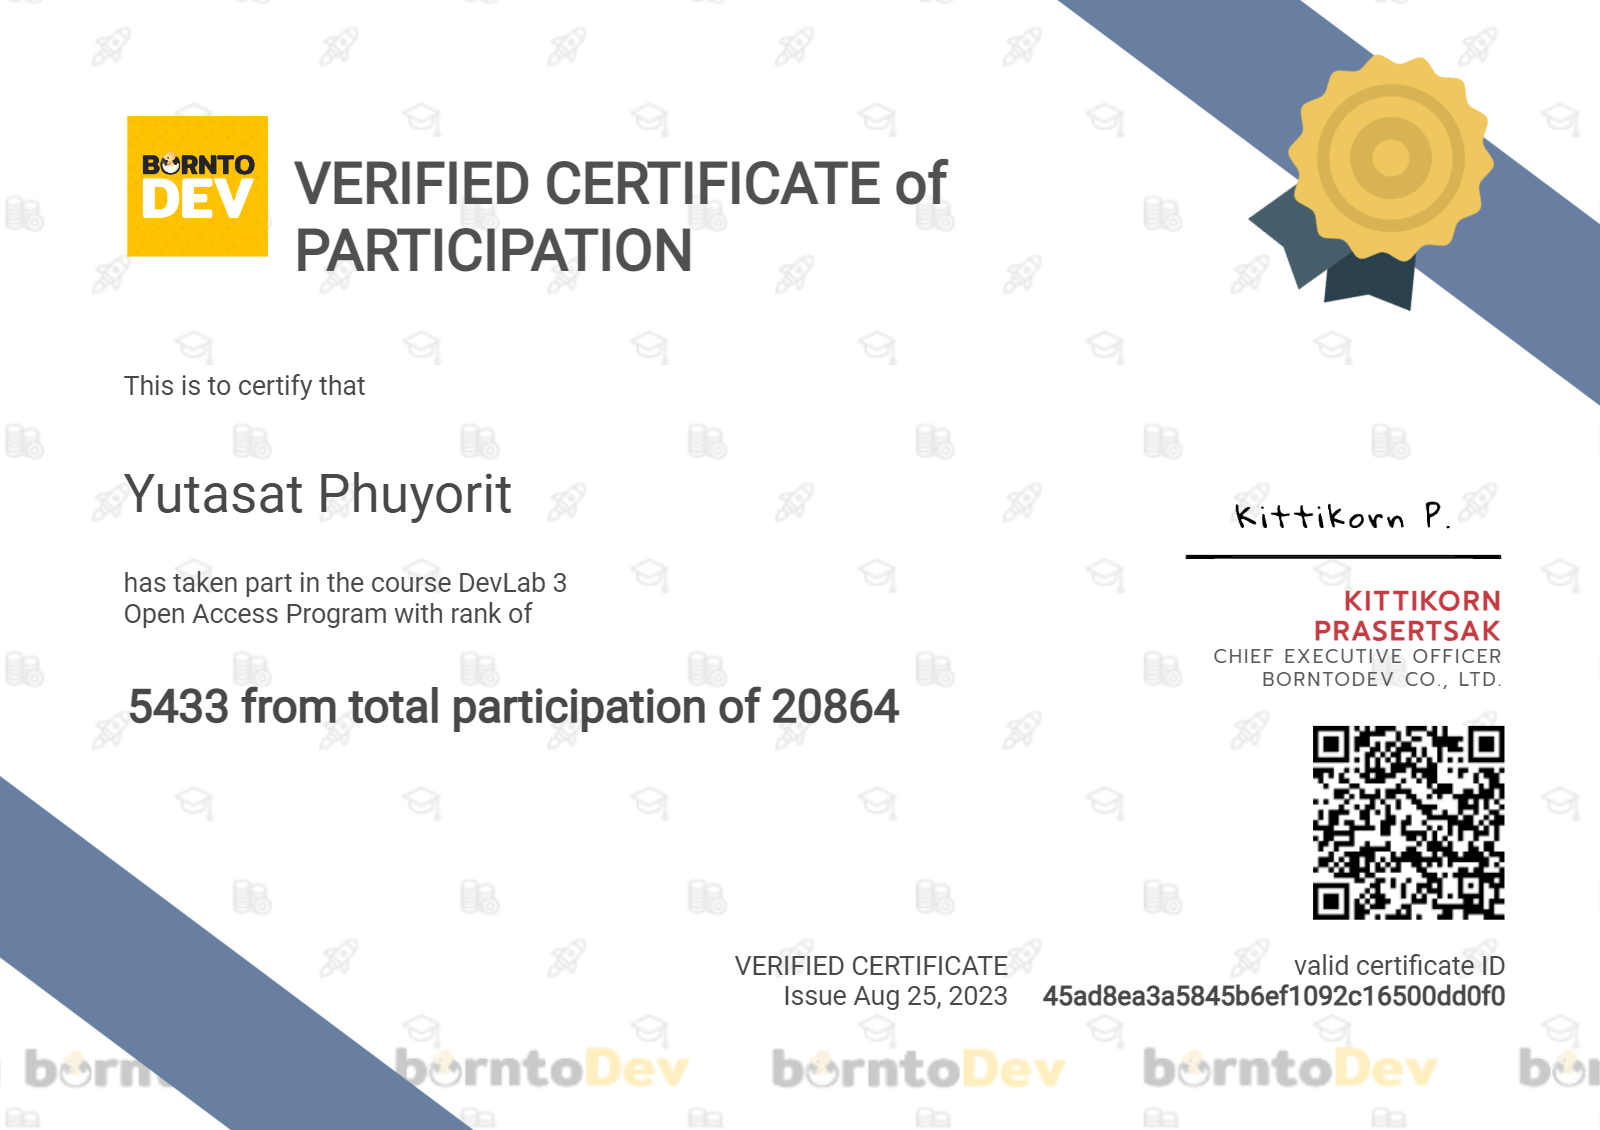 BORNTO
DEV
VERIFIED CERTIFICATE of
PARTICIPATION
This is to certify that
Yutasat Phuyorit
has taken part in the course DevLab 3
Open Access Program with rank of
5433 from total participation of 20864
Kittikorn P.
KITTIKORN
PRASERTSAK
CHIEF EXECUTIVE OFFICER
BORNTODEV CO., LTD.
VERIFIED CERTIFICATE
Issue Aug 25, 2023
valid certificate ID
45ad8ea3a5845b6ef1092c16500dd0f0
borntoDev borntoDev borntoDev